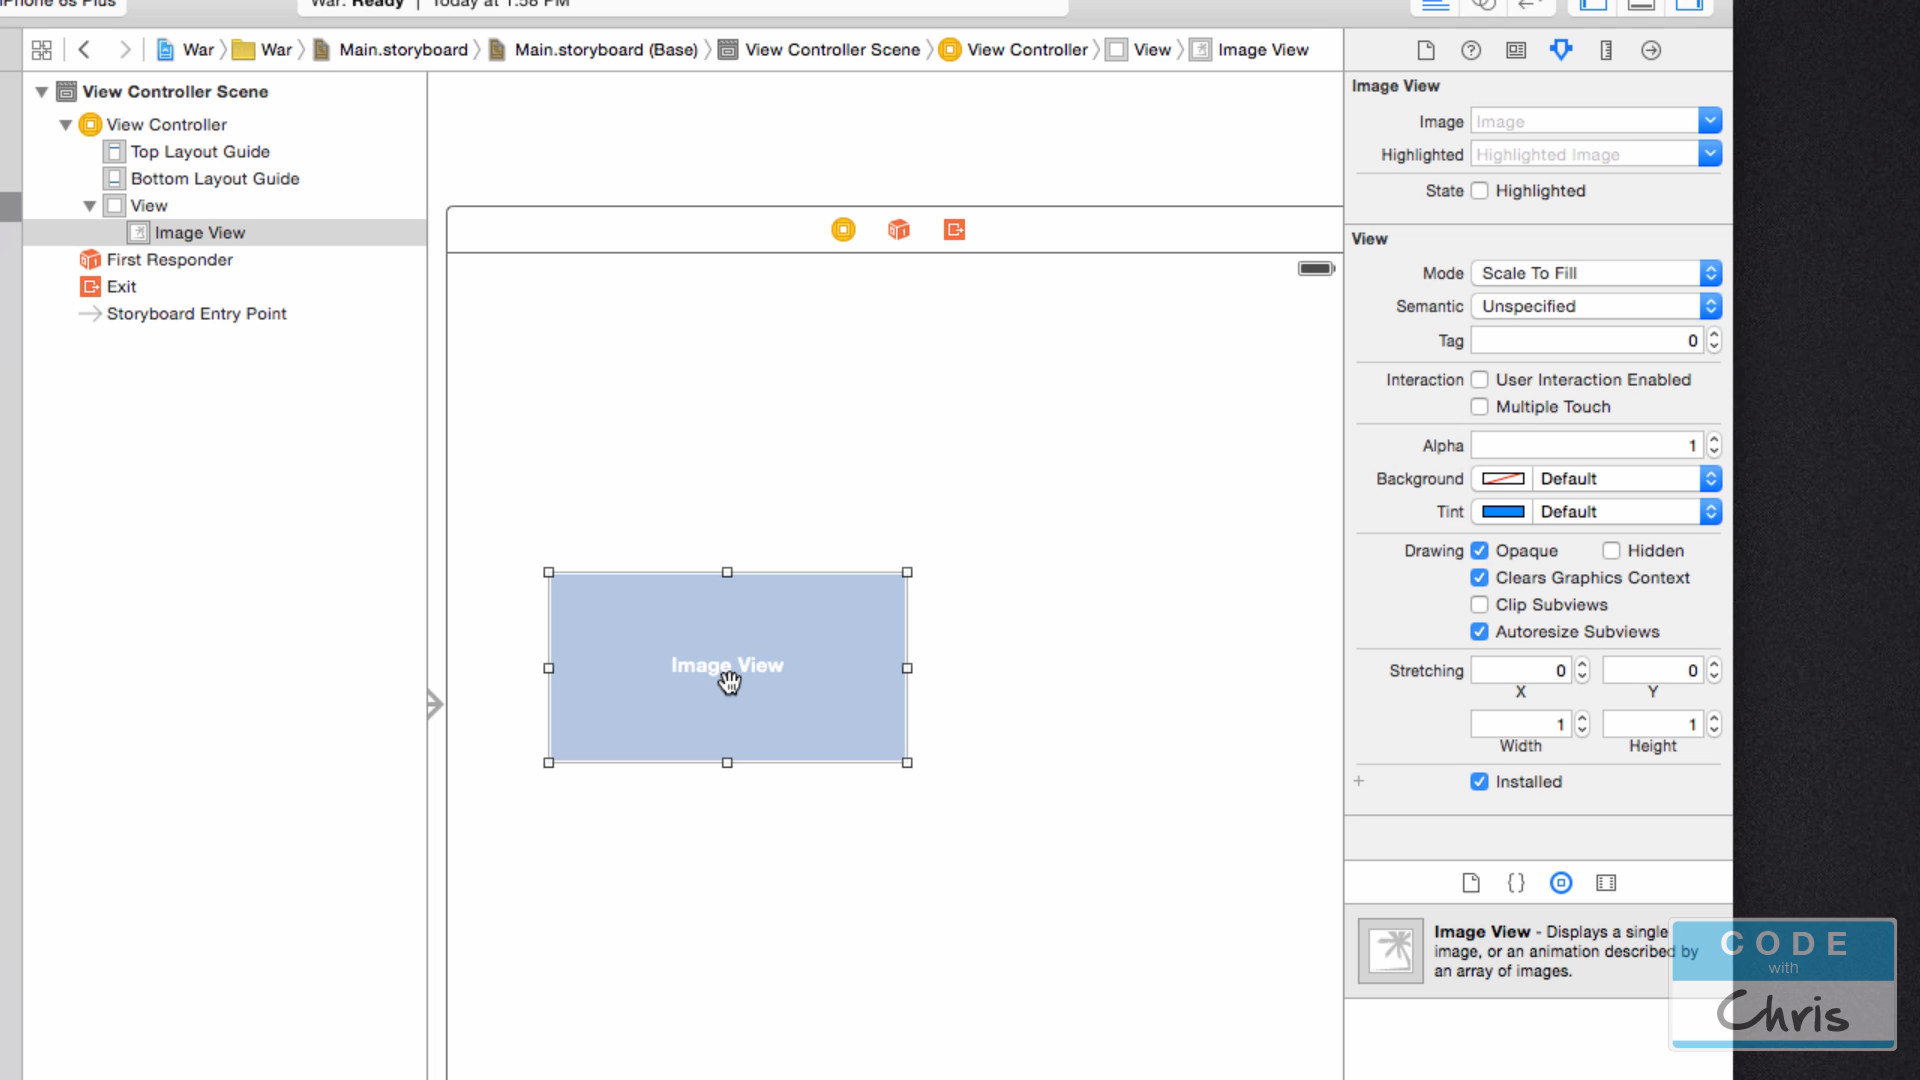 iPhone 6s Plus
War: Ready | Today at 1:58 PM
War War Main.storyboard Main.storyboard (Base) View Controller Scene View Controller View Image View
View Controller Scene
View Controller
Top Layout Guide
Bottom Layout Guide
View
Image View
First Responder
Exit
Storyboard Entry Point
Image View
Image View
Image Image
Highlighted Highlighted Image
State Highlighted
View
Mode Scale To Fill
Semantic Unspecified
Tag 0
Interaction User Interaction Enabled
Multiple Touch
Alpha 1
Background Default
Tint Default
Drawing Opaque Hidden
Clears Graphics Context
Clip Subviews
Autoresize Subviews
Stretching 0 0
X Y
1 1
Width Height
+ Installed
{ }
Image View - Displays a single
image, or an animation described by
an array of images.
CODE
with
Chris